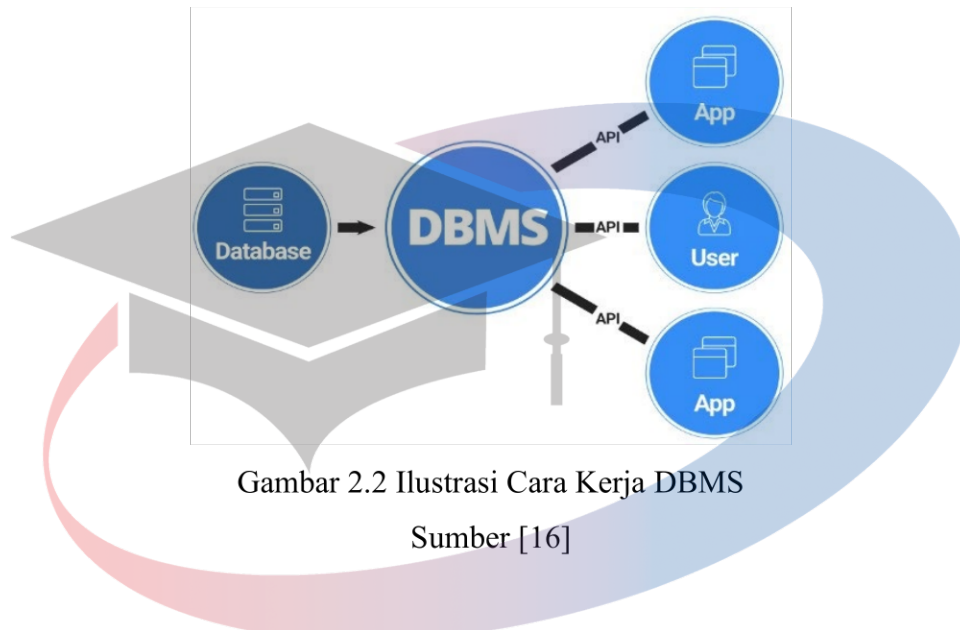 App
API
Database
DBMS
API
User
API
App
Gambar 2.2 Ilustrasi Cara Kerja DBMS
Sumber [16]